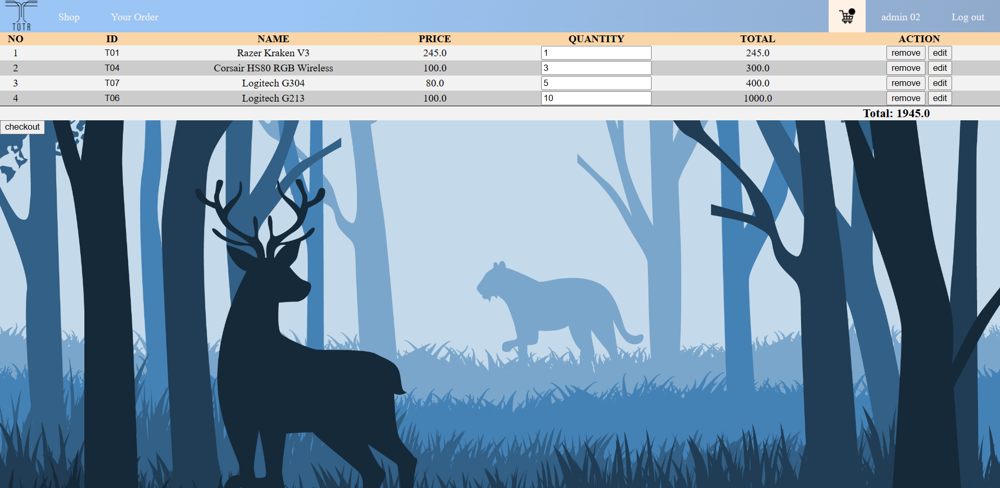 TOTR Shop Your Order admin 02 Log out
NO ID NAME PRICE QUANTITY TOTAL ACTION
1 T01 Razer Kraken V3 245.0 1 245.0 remove edit
2 T04 Corsair HS80 RGB Wireless 100.0 3 300.0 remove edit
3 T07 Logitech G304 80.0 5 400.0 remove edit
4 T06 Logitech G213 100.0 10 1000.0 remove edit
Total: 1945.0
checkout